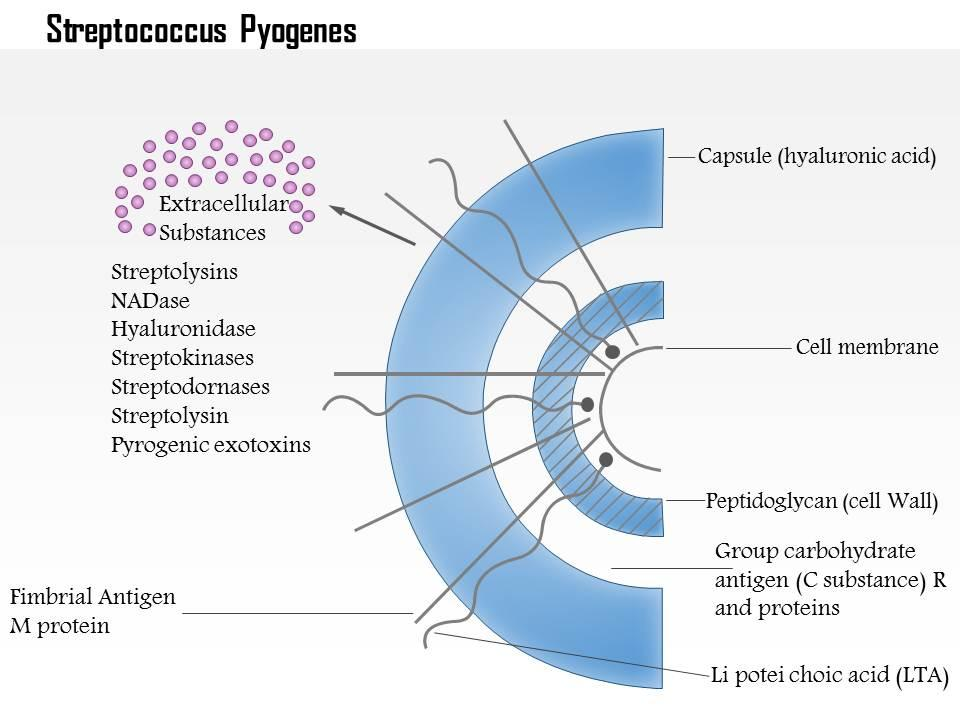 Streptococcus Pyogenes
Capsule (hyaluronic acid)
Extracellular
Substances
Streptolysins
NADase
Hyaluronidase
Streptokinases
Streptodornases
Streptolysin
Pyrogenic exotoxins
Cell membrane
Peptidoglycan (cell Wall)
Group carbohydrate
antigen (C substance) R
and proteins
Fimbrial Antigen
M protein
Li potei choic acid (LTA)